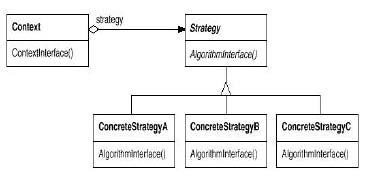 Context
ContextInterface()
strategy
Strategy
AlgorithmInterface()
ConcreteStrategyA
AlgorithmInterface()
ConcreteStrategyB
AlgorithmInterface()
ConcreteStrategyC
AlgorithmInterface()